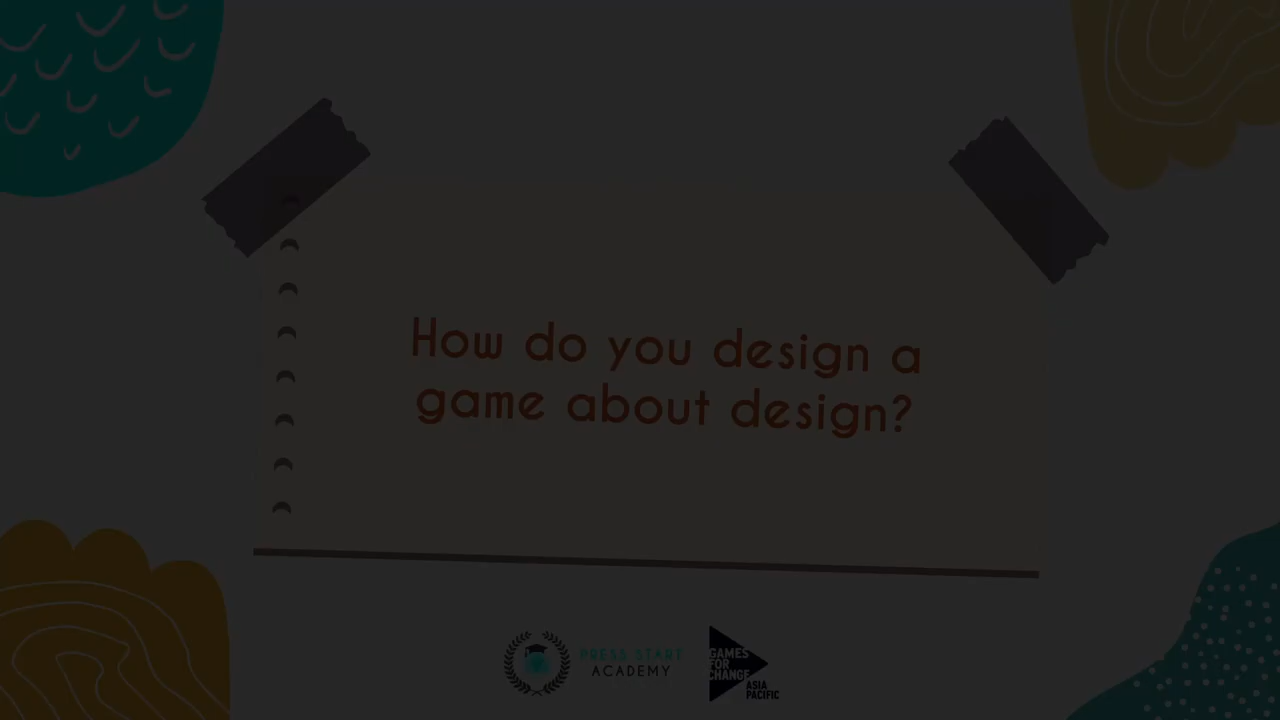 How do you design a
game about design?
PRESS START
ACADEMY
GAMES
FOR
CHANGE
ASIA
PACIFIC